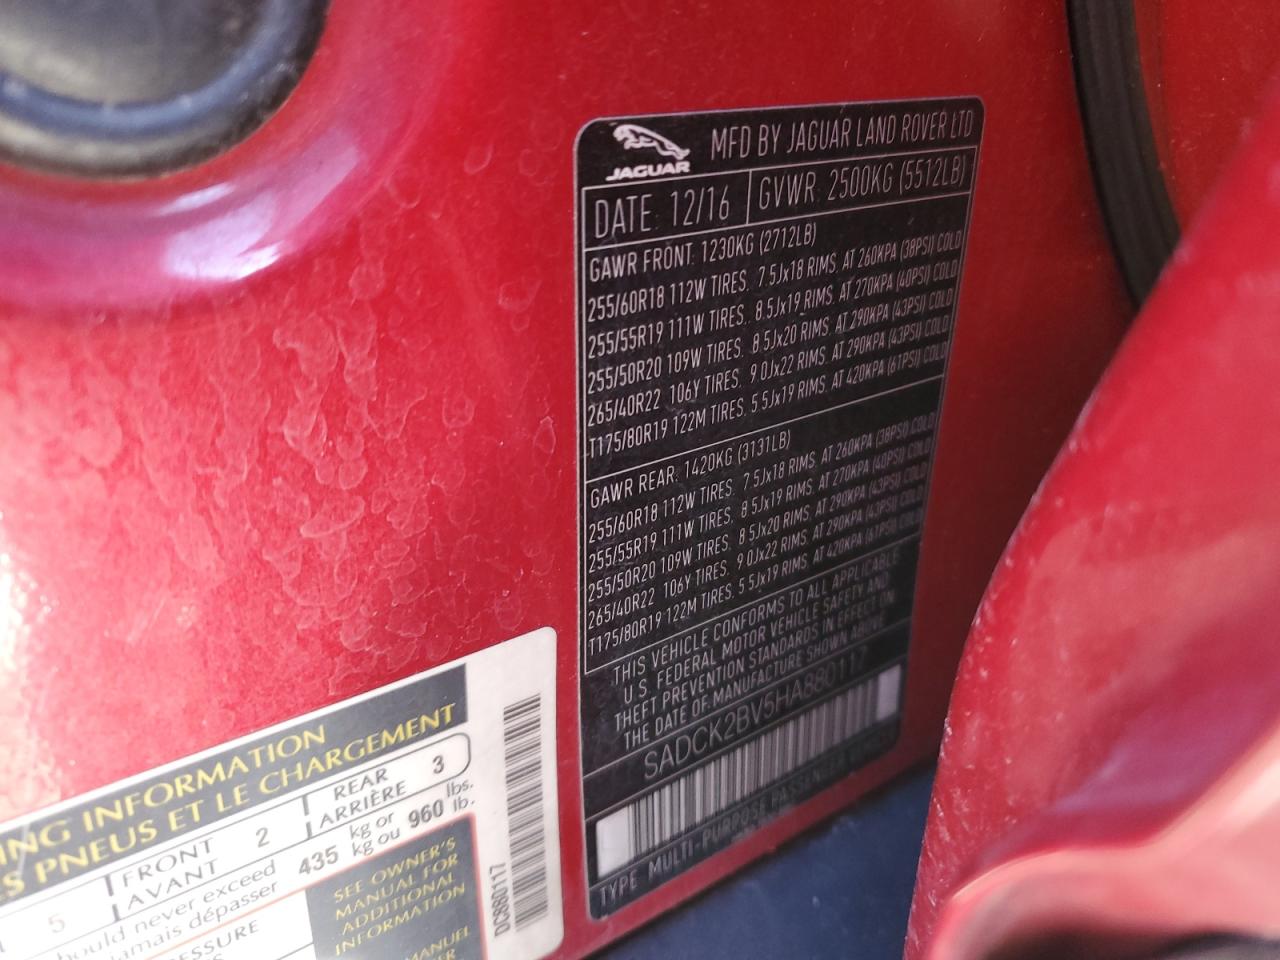 JAGUAR
MFD BY JAGUAR LAND ROVER LTD
DATE: 12/16 GVWR: 2500KG (5512LB)
GAWR FRONT: 1230KG (2712LB)
255/60R18 112W TIRES, 7.5Jx18 RIMS, AT 260KPA (38PSI) COLD
255/55R19 111W TIRES, 8.5Jx19 RIMS, AT 270KPA (40PSI) COLD
255/50R20 109W TIRES, 8.5Jx20 RIMS, AT 290KPA (43PSI) COLD
265/40R22 106Y TIRES, 9.0Jx22 RIMS, AT 290KPA (43PSI) COLD
T175/80R19 122M TIRES, 5.5Jx19 RIMS, AT 420KPA (61PSI) COLD
GAWR REAR: 1420KG (3131LB)
255/60R18 112W TIRES, 7.5Jx18 RIMS, AT 260KPA (38PSI) COLD
255/55R19 111W TIRES, 8.5Jx19 RIMS, AT 270KPA (40PSI) COLD
255/50R20 109W TIRES, 8.5Jx20 RIMS, AT 290KPA (43PSI) COLD
265/40R22 106Y TIRES, 9.0Jx22 RIMS, AT 290KPA (43PSI) COLD
T175/80R19 122M TIRES, 5.5Jx19 RIMS, AT 420KPA (61PSI) COLD
THIS VEHICLE CONFORMS TO ALL APPLICABLE
U.S. FEDERAL MOTOR VEHICLE SAFETY AND
THEFT PREVENTION STANDARDS IN EFFECT ON
THE DATE OF MANUFACTURE SHOWN ABOVE
SADCK2BV5HA880117
TYPE MULTI-PURPOSE PASSENGER VEHICLE
ING INFORMATION
S PNEUS ET LE CHARGEMENT
5 FRONT 2 REAR 3
AVANT ARRIÈRE
should never exceed 435 kg or 960 lbs.
jamais dépasser kg ou lb.
SEE OWNER'S
MANUAL FOR
ADDITIONAL
INFORMATION
MANUEL
DC880117